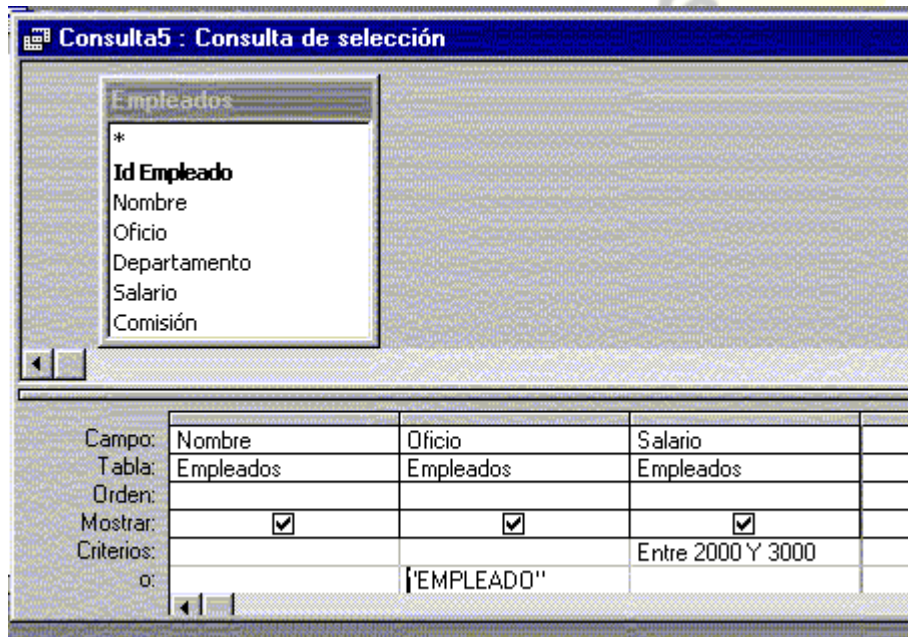 Consulta5 : Consulta de selección
Empleados
*
Id Empleado
Nombre
Oficio
Departamento
Salario
Comisión
Campo: Nombre Oficio Salario
Tabla: Empleados Empleados Empleados
Orden:
Mostrar:
Criterios: Entre 2000 Y 3000
o: "EMPLEADO"